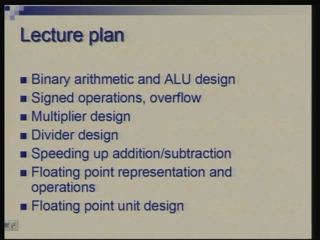 Lecture plan
Binary arithmetic and ALU design
Signed operations, overflow
Multiplier design
Divider design
Speeding up addition/subtraction
Floating point representation and
operations
Floating point unit design